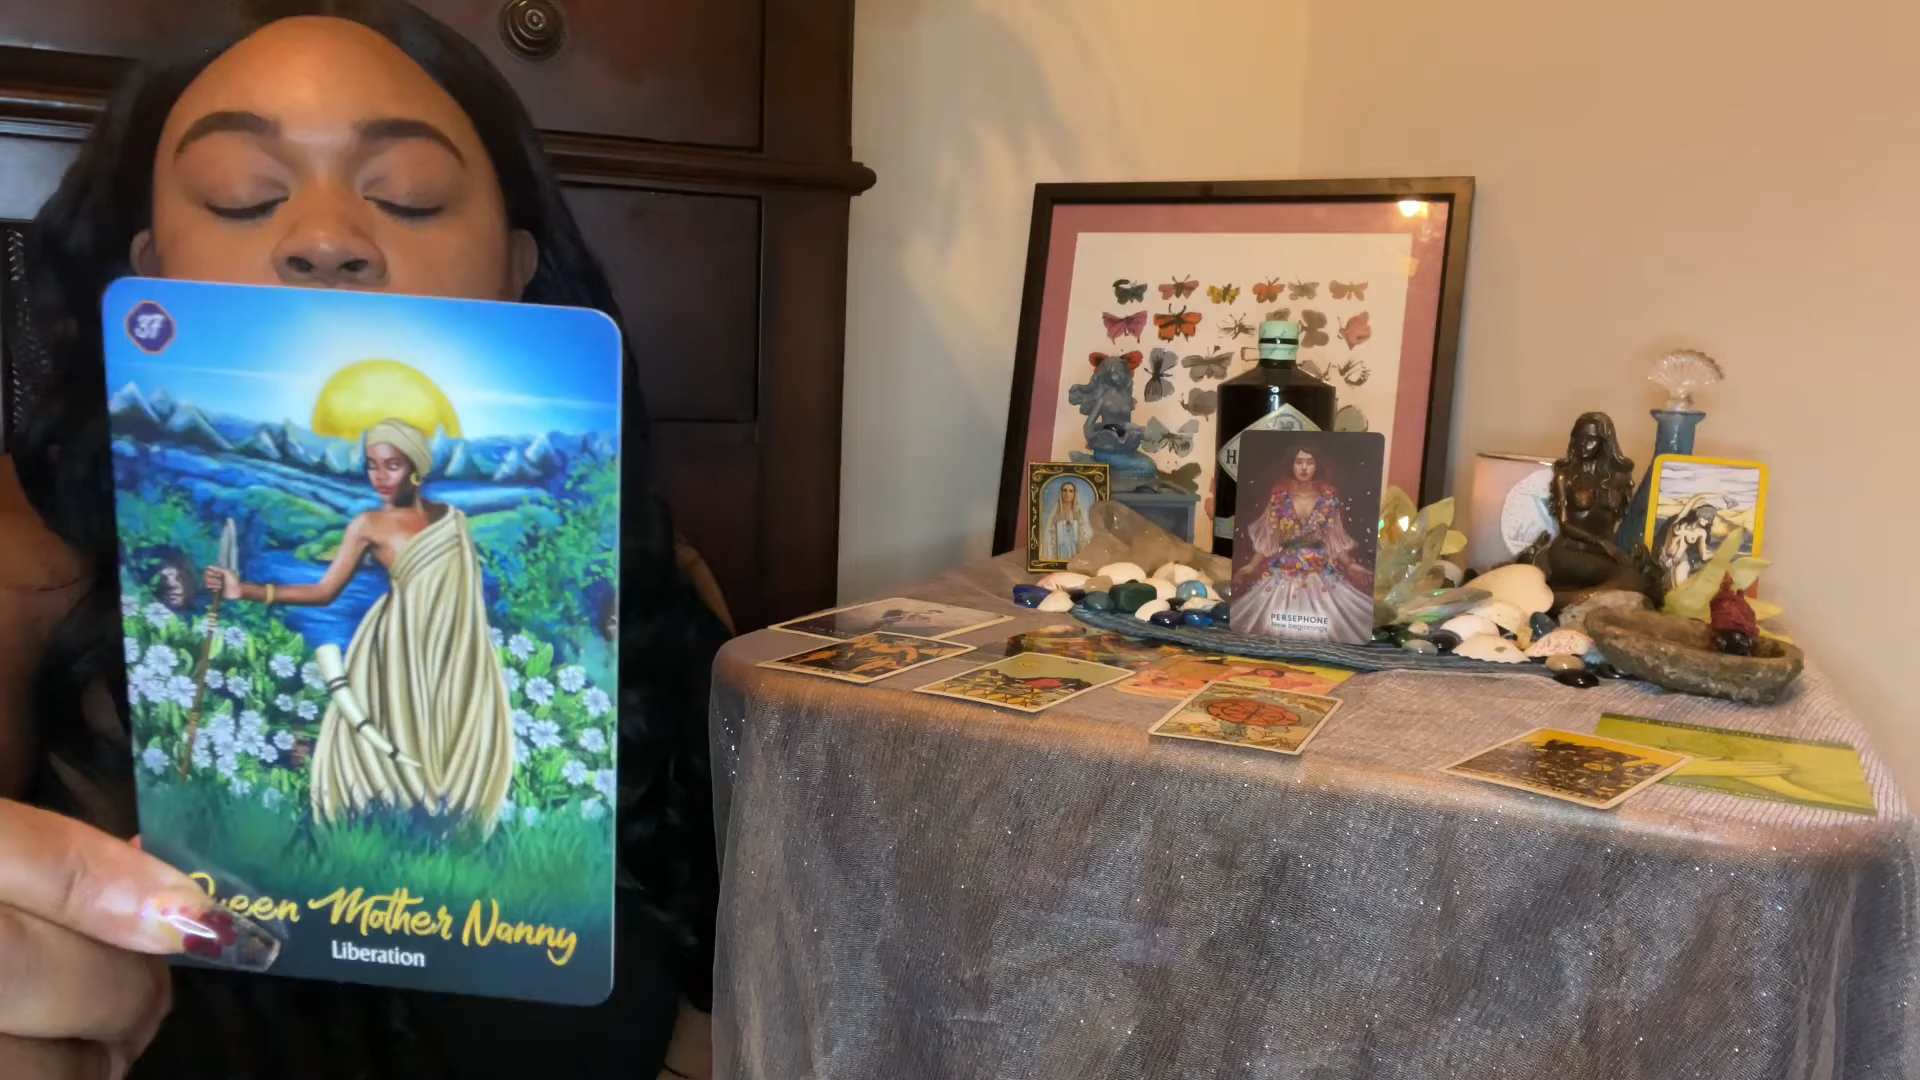 37
Queen Mother Nanny
Liberation
PERSEPHONE
New beginnings
H